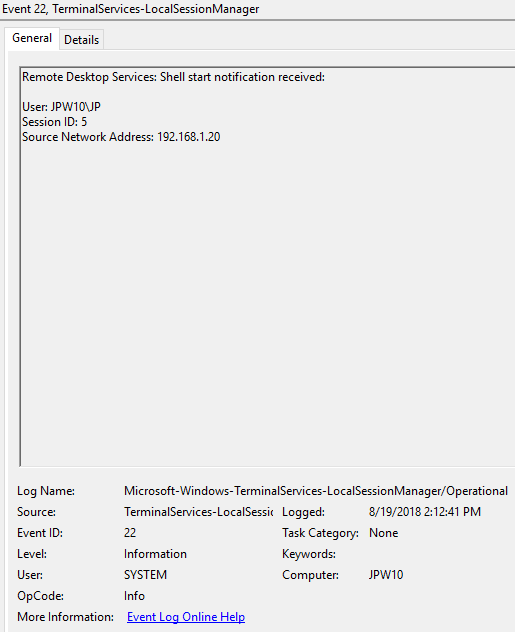 Event 22, TerminalServices-LocalSessionManager
General Details
Remote Desktop Services: Shell start notification received:
User: JPW10\JP
Session ID: 5
Source Network Address: 192.168.1.20
Log Name: Microsoft-Windows-TerminalServices-LocalSessionManager/Operational
Source: TerminalServices-LocalSessic Logged: 8/19/2018 2:12:41 PM
Event ID: 22 Task Category: None
Level: Information Keywords:
User: SYSTEM Computer: JPW10
OpCode: Info
More Information: Event Log Online Help